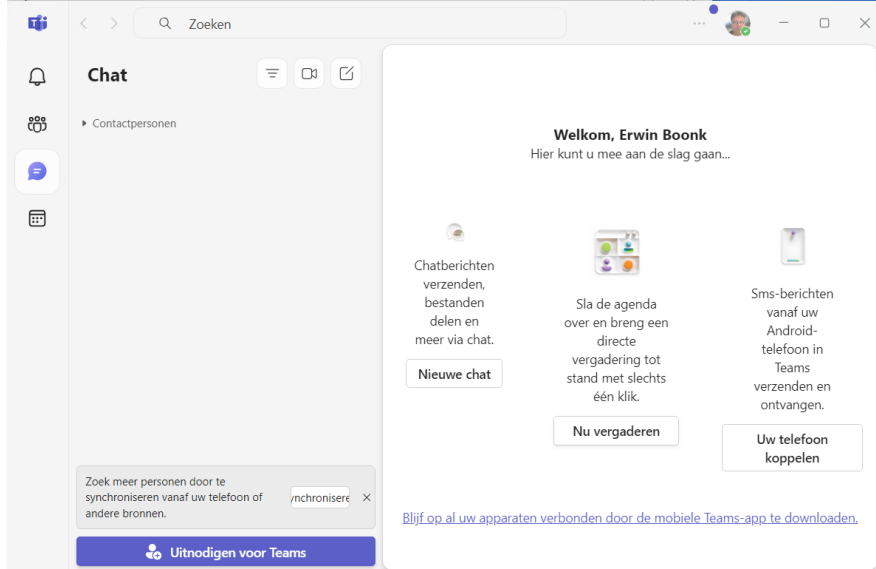 Zoeken
Chat
Contactpersonen
Welkom, Erwin Boonk
Hier kunt u mee aan de slag gaan...
Chatberichten
verzenden,
bestanden
delen en
meer via chat.
Nieuwe chat
Sla de agenda
over en breng een
directe
vergadering tot
stand met slechts
één klik.
Nu vergaderen
Sms-berichten
vanaf uw
Android-
telefoon in
Teams
verzenden en
ontvangen.
Uw telefoon
koppelen
Zoek meer personen door te
synchroniseren vanaf uw telefoon of
andere bronnen.
ynchronisere
Uitnodigen voor Teams
Blijf op al uw apparaten verbonden door de mobiele Teams-app te downloaden.